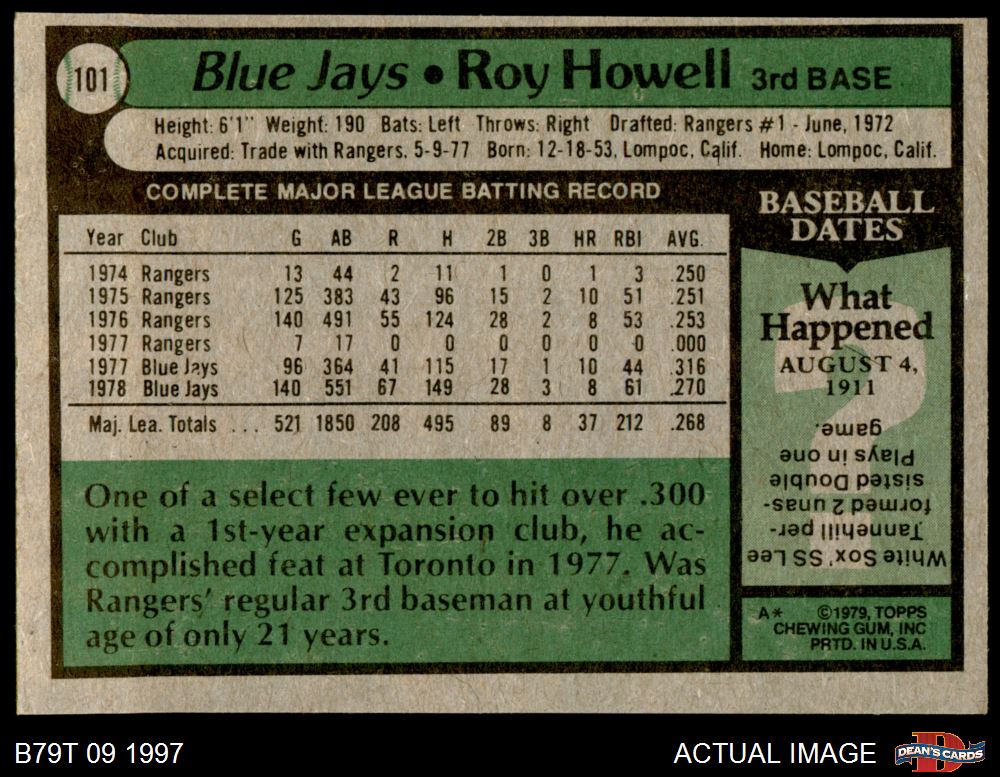 101
Blue Jays • Roy Howell 3rd BASE
Height: 6'1" Weight: 190 Bats: Left Throws: Right Drafted: Rangers #1 - June, 1972
Acquired: Trade with Rangers, 5-9-77 Born: 12-18-53, Lompoc, Calif. Home: Lompoc, Calif.
COMPLETE MAJOR LEAGUE BATTING RECORD
Year Club G AB R H 2B 3B HR RBI AVG.
1974 Rangers 13 44 2 11 1 0 1 3 .250
1975 Rangers 125 383 43 96 15 2 10 51 .251
1976 Rangers 140 491 55 124 28 2 8 53 .253
1977 Rangers 7 17 0 0 0 0 0 0 .000
1977 Blue Jays 96 364 41 115 17 1 10 44 .316
1978 Blue Jays 140 551 67 149 28 3 8 61 .270
Maj. Lea. Totals ... 521 1850 208 495 89 8 37 212 .268
One of a select few ever to hit over .300
with a 1st-year expansion club, he ac-
complished feat at Toronto in 1977. Was
Rangers' regular 3rd baseman at youthful
age of only 21 years.
BASEBALL
DATES
What
Happened
AUGUST 4,
1911
White Sox' SS Lee
Tannehill per-
formed 2 unas-
sisted Double
Plays in one
game.
A* ©1979, TOPPS
CHEWING GUM, INC
PRTD. IN U.S.A.
B79T 09 1997
ACTUAL IMAGE
D
DEAN'S CARDS